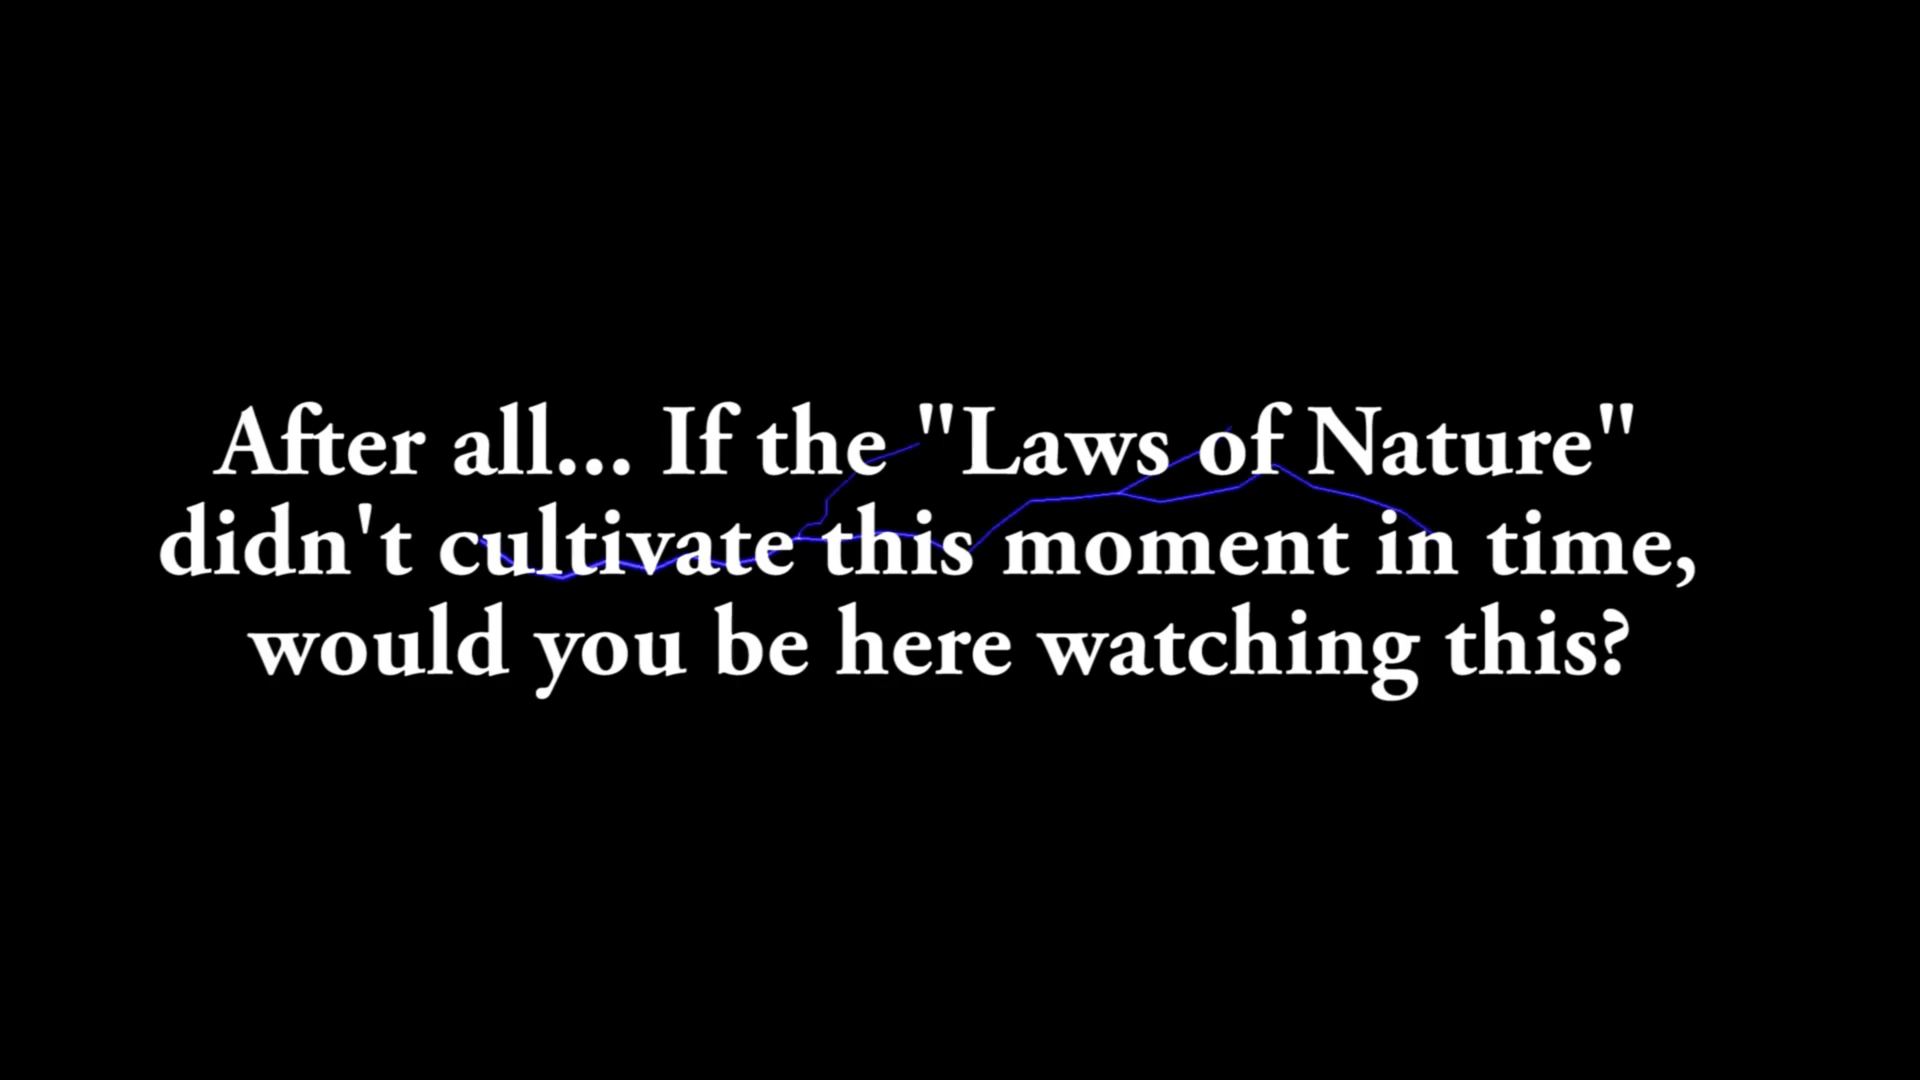 After all... If the "Laws of Nature"
didn't cultivate this moment in time,
would you be here watching this?